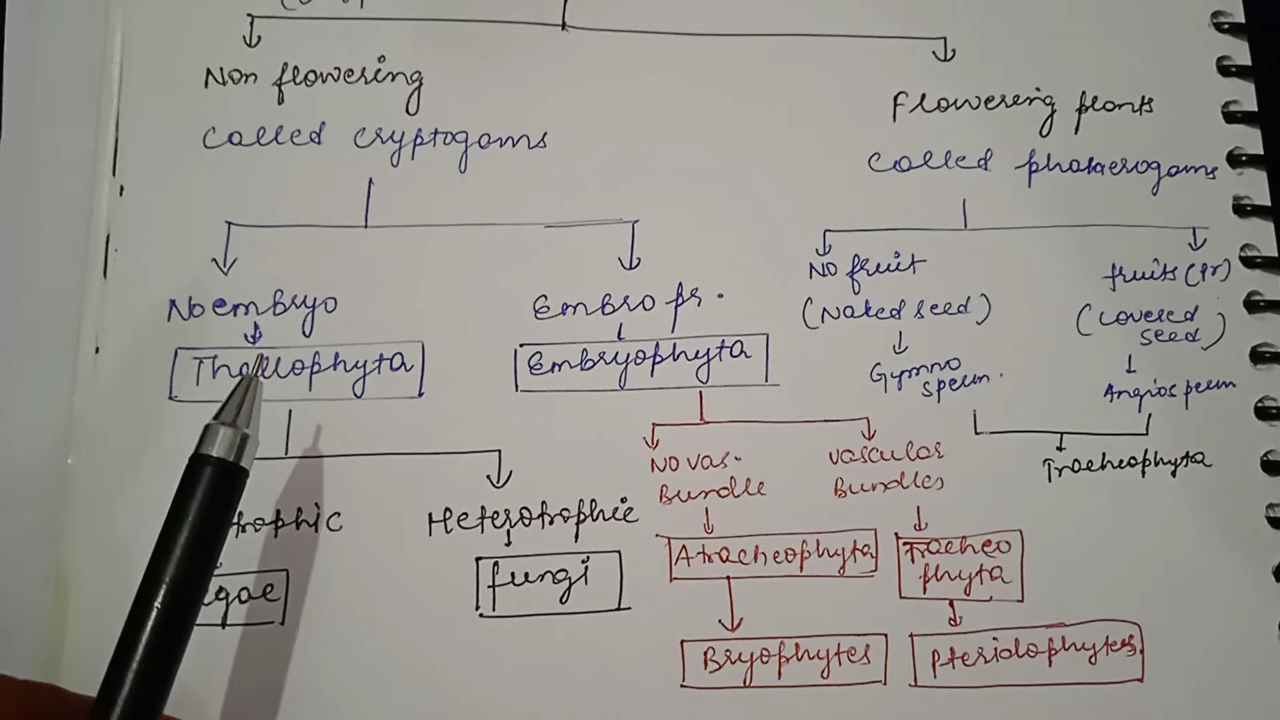 Non flowering
called cryptogams
Flowering plants
called phanerogams
No embryo
Thallophyta
Embro pr.
Embryophyta
No fruit
(Naked seed)
Gymno
sperm.
fruits (Pr)
(covered
seed)
Angiosperm
Tracheophyta
trophic
Heterotrophic
fungi
gae
No vas.
Bundle
vascular
Bundles
Atracheophyta
Tracheo
phyta
Bryophytes
Pteridophytes